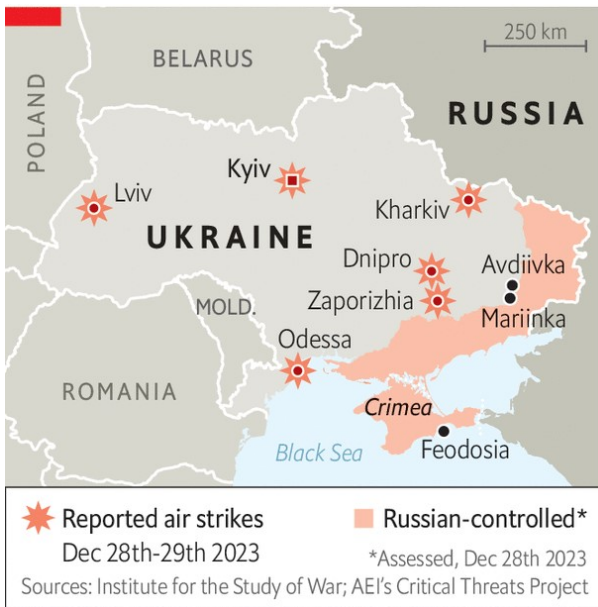 250 km
BELARUS
POLAND
RUSSIA
Kyiv
Lviv
Kharkiv
UKRAINE
Dnipro
Avdiivka
Zaporizhia
MOLD.
Mariinka
Odessa
ROMANIA
Crimea
Black Sea
Feodosia
Reported air strikes
Dec 28th-29th 2023
Russian-controlled*
*Assessed, Dec 28th 2023
Sources: Institute for the Study of War; AEI’s Critical Threats Project